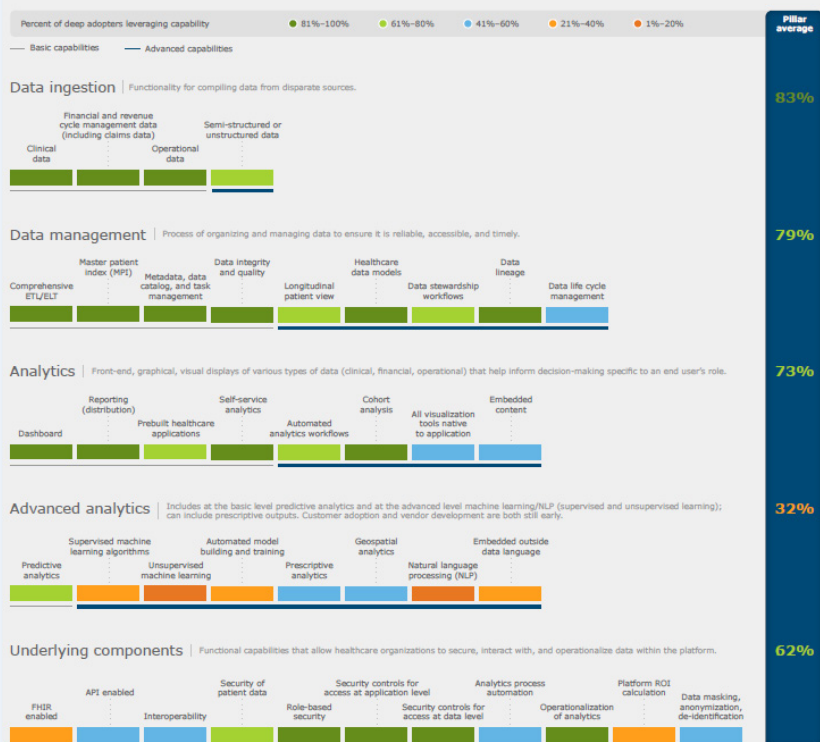 Percent of deep adopters leveraging capability
81%–100%
61%–80%
41%–60%
21%–40%
1%–20%
Pillar
average
Basic capabilities
Advanced capabilities
Data ingestion | Functionality for compiling data from disparate sources.
83%
Clinical
data
Financial and revenue
cycle management data
(including claims data)
Operational
data
Semi-structured or
unstructured data
Data management | Process of organizing and managing data to ensure it is reliable, accessible, and timely.
79%
Comprehensive
ETL/ELT
Master patient
index (MPI)
Metadata, data
catalog, and task
management
Data integrity
and quality
Longitudinal
patient view
Healthcare
data models
Data stewardship
workflows
Data
lineage
Data life cycle
management
Analytics | Front-end, graphical, visual displays of various types of data (clinical, financial, operational) that help inform decision-making specific to an end user's role.
73%
Dashboard
Reporting
(distribution)
Prebuilt healthcare
applications
Self-service
analytics
Automated
analytics workflows
Cohort
analysis
All visualization
tools native
to application
Embedded
content
Advanced analytics | Includes at the basic level predictive analytics and at the advanced level machine learning/NLP (supervised and unsupervised learning);
can include prescriptive outputs. Customer adoption and vendor development are both still early.
32%
Predictive
analytics
Supervised machine
learning algorithms
Unsupervised
machine learning
Automated model
building and training
Prescriptive
analytics
Geospatial
analytics
Natural language
processing (NLP)
Embedded outside
data language
Underlying components | Functional capabilities that allow healthcare organizations to secure, interact with, and operationalize data within the platform.
62%
FHIR
enabled
API enabled
Interoperability
Security of
patient data
Role-based
security
Security controls for
access at application level
Security controls for
access at data level
Analytics process
automation
Operationalization
of analytics
Platform ROI
calculation
Data masking,
anonymization,
de-identification